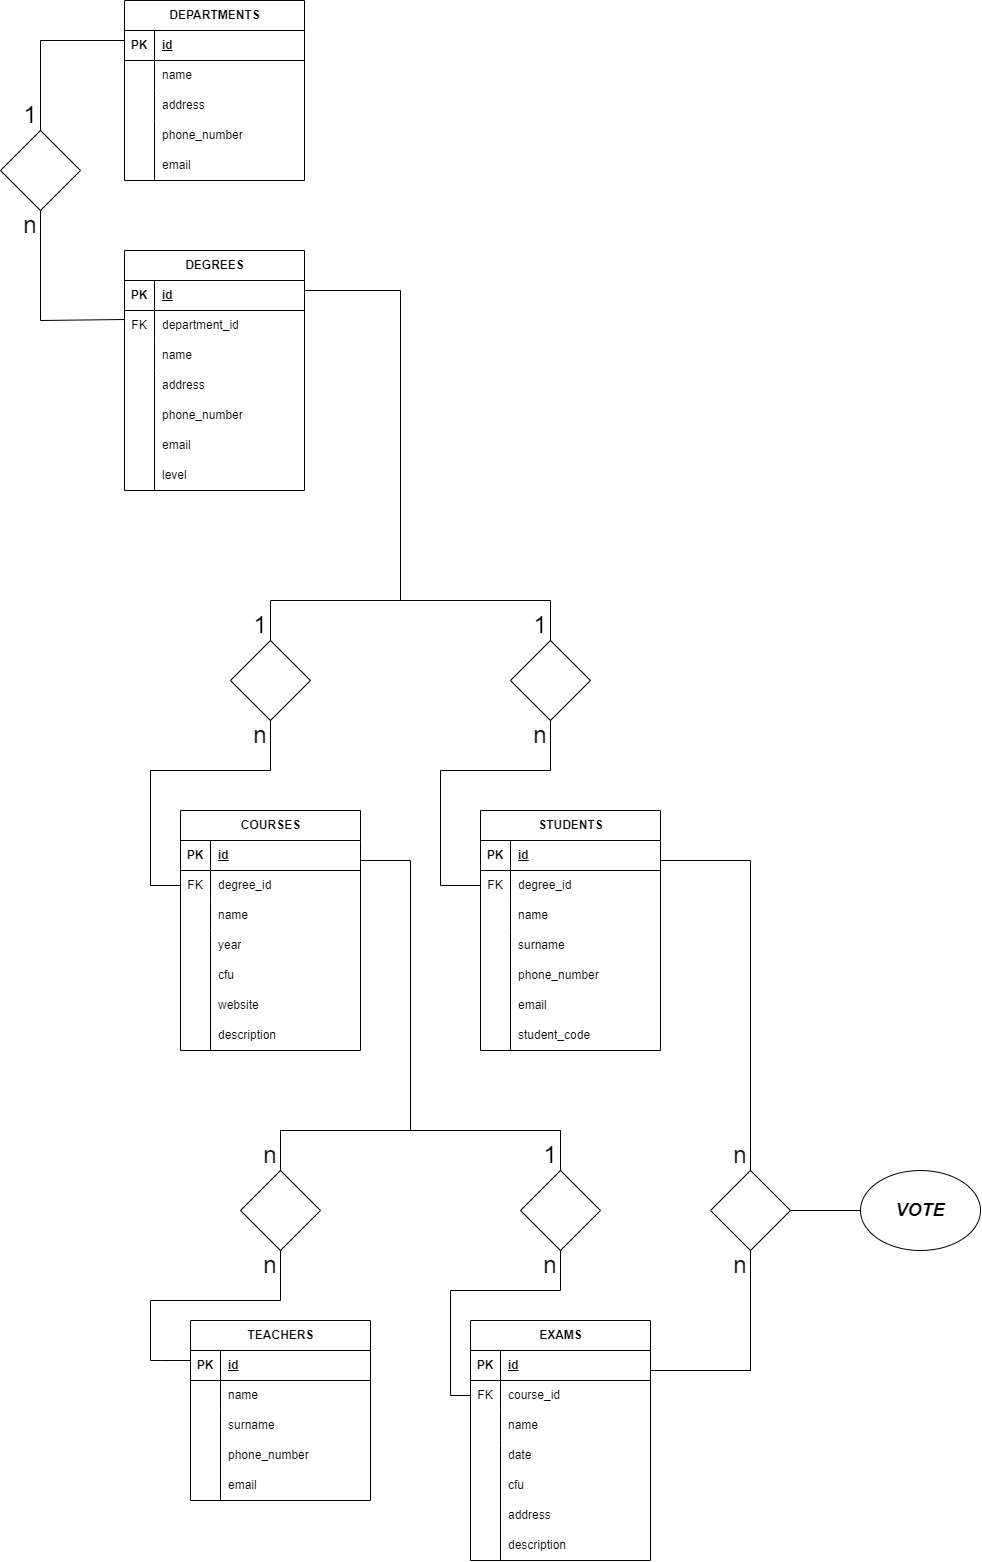 DEPARTMENTS
PK id
name
address
phone_number
email
1
n
DEGREES
PK id
FK department_id
name
address
phone_number
email
level
1
1
n
n
COURSES
PK id
FK degree_id
name
year
cfu
website
description
STUDENTS
PK id
FK degree_id
name
surname
phone_number
email
student_code
n
1
n
VOTE
n
n
n
TEACHERS
PK id
name
surname
phone_number
email
EXAMS
PK id
FK course_id
name
date
cfu
address
description